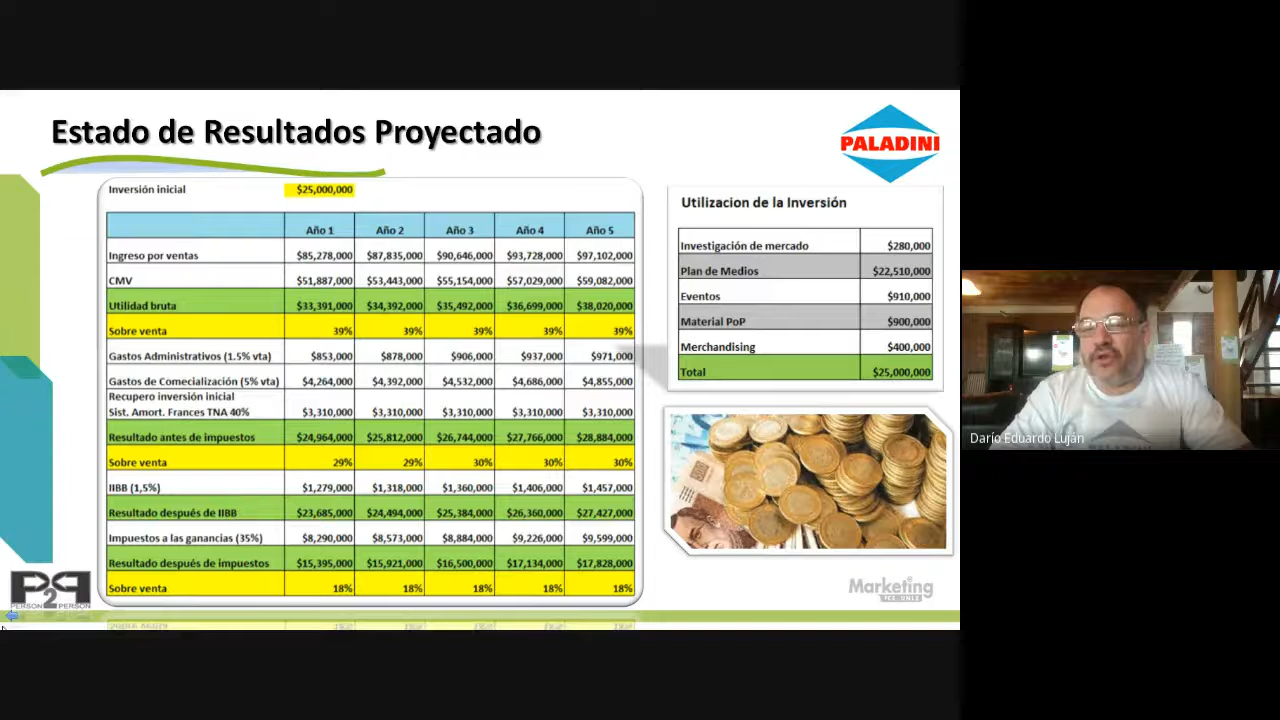 Estado de Resultados Proyectado
PALADINI
Inversión inicial $25,000,000
Año 1 Año 2 Año 3 Año 4 Año 5
Ingreso por ventas $85,278,000 $87,835,000 $90,646,000 $93,728,000 $97,102,000
CMV $51,887,000 $53,443,000 $55,154,000 $57,029,000 $59,082,000
Utilidad bruta $33,391,000 $34,392,000 $35,492,000 $36,699,000 $38,020,000
Sobre venta 39% 39% 39% 39% 39%
Gastos Administrativos (1.5% vta) $853,000 $878,000 $906,000 $937,000 $971,000
Gastos de Comecialización (5% vta) $4,264,000 $4,392,000 $4,532,000 $4,686,000 $4,855,000
Recupero inversión inicial
Sist. Amort. Frances TNA 40% $3,310,000 $3,310,000 $3,310,000 $3,310,000 $3,310,000
Resultado antes de impuestos $24,964,000 $25,812,000 $26,744,000 $27,766,000 $28,884,000
Sobre venta 29% 29% 30% 30% 30%
IIBB (1,5%) $1,279,000 $1,318,000 $1,360,000 $1,406,000 $1,457,000
Resultado después de IIBB $23,685,000 $24,494,000 $25,384,000 $26,360,000 $27,427,000
Impuestos a las ganancias (35%) $8,290,000 $8,573,000 $8,884,000 $9,226,000 $9,599,000
Resultado después de impuestos $15,395,000 $15,921,000 $16,500,000 $17,134,000 $17,828,000
Sobre venta 18% 18% 18% 18% 18%
Utilizacion de la Inversión
Investigación de mercado $280,000
Plan de Medios $22,510,000
Eventos $910,000
Material PoP $900,000
Merchandising $400,000
Total $25,000,000
P2P
PERSON 2 PERSON
Marketing
Darío Eduardo Luján